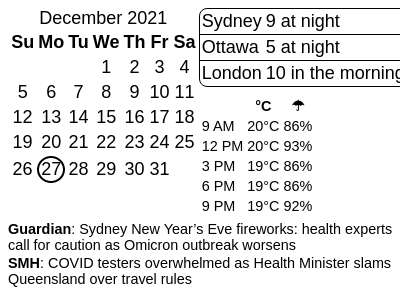 December 2021
Su Mo Tu We Th Fr Sa
1 2 3 4
5 6 7 8 9 10 11
12 13 14 15 16 17 18
19 20 21 22 23 24 25
26 27 28 29 30 31
Sydney 9 at night
Ottawa 5 at night
London 10 in the morning
°C ☂
9 AM 20°C 86%
12 PM 20°C 93%
3 PM 19°C 86%
6 PM 19°C 86%
9 PM 19°C 92%
Guardian: Sydney New Year’s Eve fireworks: health experts
call for caution as Omicron outbreak worsens
SMH: COVID testers overwhelmed as Health Minister slams
Queensland over travel rules